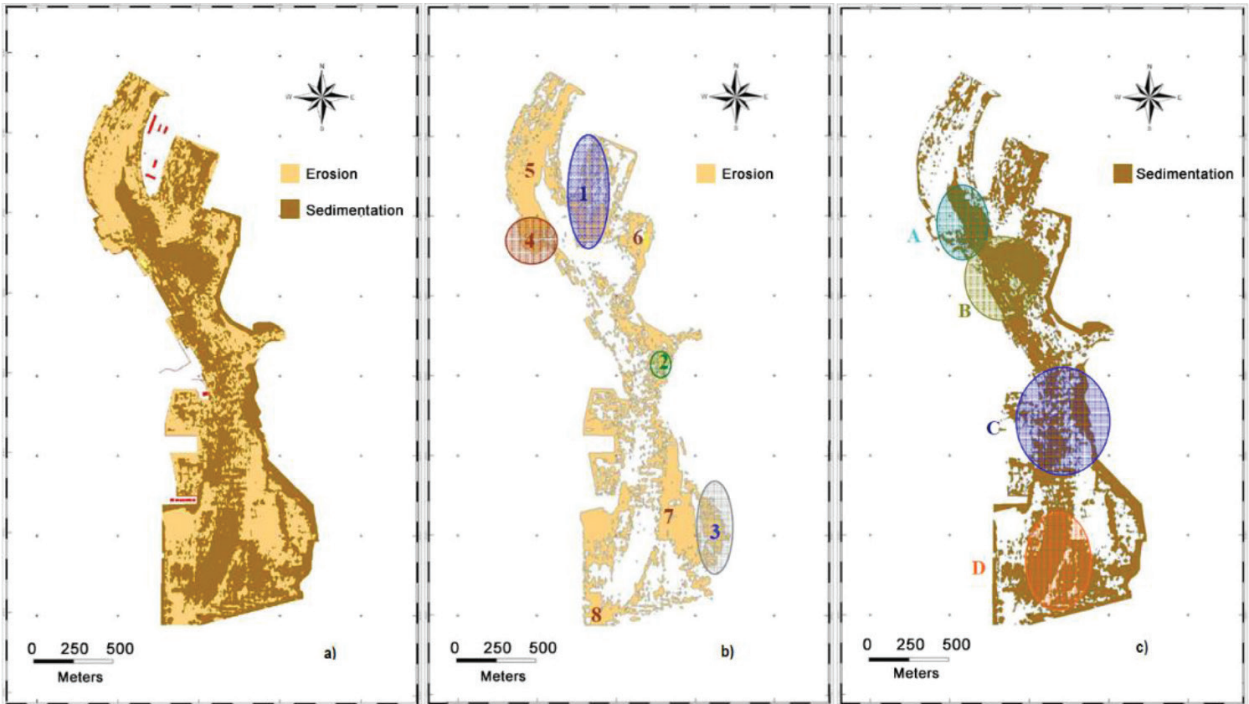 N
W E
S
Erosion
Sedimentation
0 250 500
Meters
a)
N
W E
S
Erosion
5
1
4
6
2
7
3
8
0 250 500
Meters
b)
N
W E
S
Sedimentation
A
B
C
D
0 250 500
Meters
c)